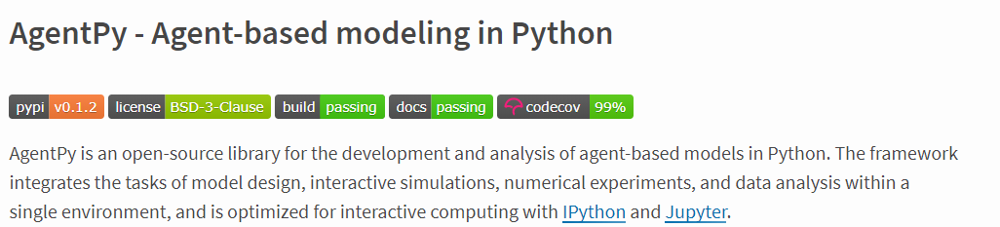 AgentPy - Agent-based modeling in Python
pypi v0.1.2 license BSD-3-Clause build passing docs passing codecov 99%
AgentPy is an open-source library for the development and analysis of agent-based models in Python. The framework
integrates the tasks of model design, interactive simulations, numerical experiments, and data analysis within a
single environment, and is optimized for interactive computing with IPython and Jupyter.